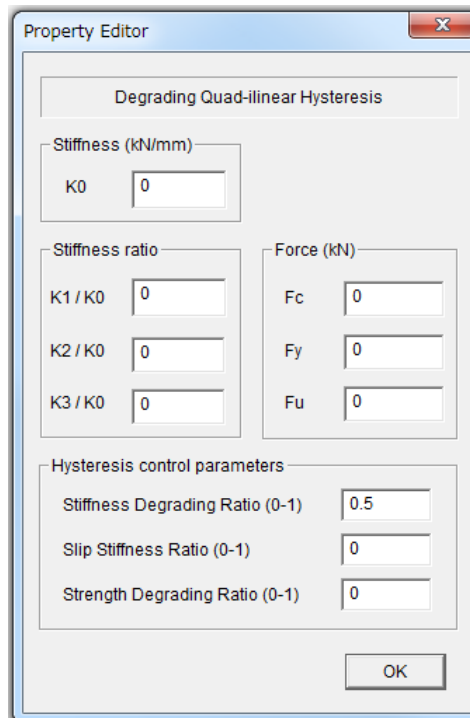 Property Editor
X
Degrading Quad-ilinear Hysteresis
Stiffness (kN/mm)
K0 0
Stiffness ratio
K1 / K0 0
K2 / K0 0
K3 / K0 0
Force (kN)
Fc 0
Fy 0
Fu 0
Hysteresis control parameters
Stiffness Degrading Ratio (0-1) 0.5
Slip Stiffness Ratio (0-1) 0
Strength Degrading Ratio (0-1) 0
OK